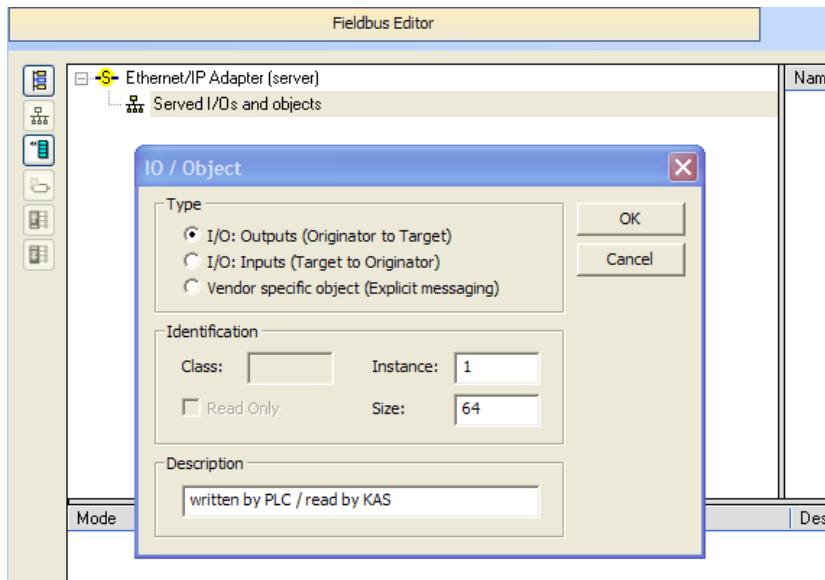 Fieldbus Editor
Ethernet/IP Adapter (server)
Served I/Os and objects
Nam
IO / Object
Type
I/O: Outputs (Originator to Target)
I/O: Inputs (Target to Originator)
Vendor specific object (Explicit messaging)
OK
Cancel
Identification
Class:
Instance: 1
Read Only
Size: 64
Description
written by PLC / read by KAS
Mode
Des